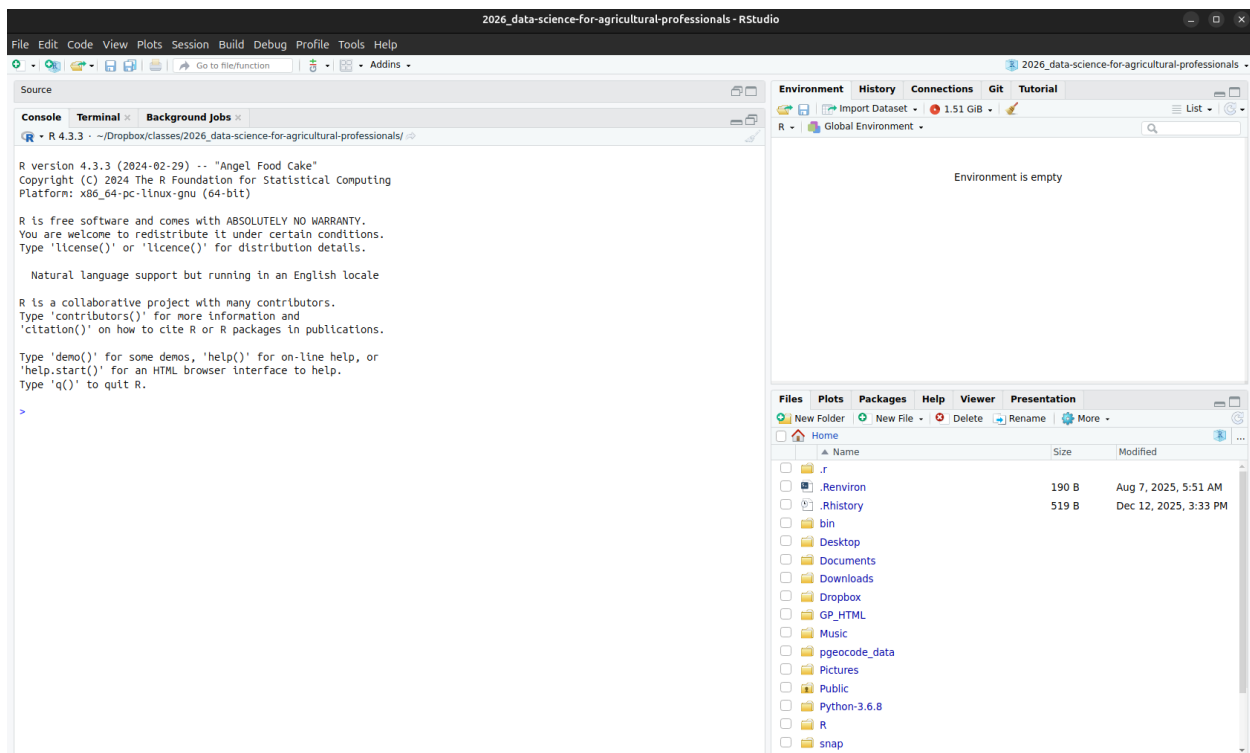 2026_data-science-for-agricultural-professionals - RStudio
File Edit Code View Plots Session Build Debug Profile Tools Help
Go to file/function
Addins
2026_data-science-for-agricultural-professionals
Source
Console Terminal Background Jobs
R 4.3.3 · ~/Dropbox/classes/2026_data-science-for-agricultural-professionals/
R version 4.3.3 (2024-02-29) -- "Angel Food Cake"
Copyright (C) 2024 The R Foundation for Statistical Computing
Platform: x86_64-pc-linux-gnu (64-bit)
R is free software and comes with ABSOLUTELY NO WARRANTY.
You are welcome to redistribute it under certain conditions.
Type 'license()' or 'licence()' for distribution details.
Natural language support but running in an English locale
R is a collaborative project with many contributors.
Type 'contributors()' for more information and
'citation()' on how to cite R or R packages in publications.
Type 'demo()' for some demos, 'help()' for on-line help, or
'help.start()' for an HTML browser interface to help.
Type 'q()' to quit R.
>
Environment History Connections Git Tutorial
Import Dataset 1.51 GiB List
R Global Environment
Environment is empty
Files Plots Packages Help Viewer Presentation
New Folder New File Delete Rename More
Home ...
Name Size Modified
.r
.Renviron 190 B Aug 7, 2025, 5:51 AM
.Rhistory 519 B Dec 12, 2025, 3:33 PM
bin
Desktop
Documents
Downloads
Dropbox
GP_HTML
Music
pgeocode_data
Pictures
Public
Python-3.6.8
R
snap